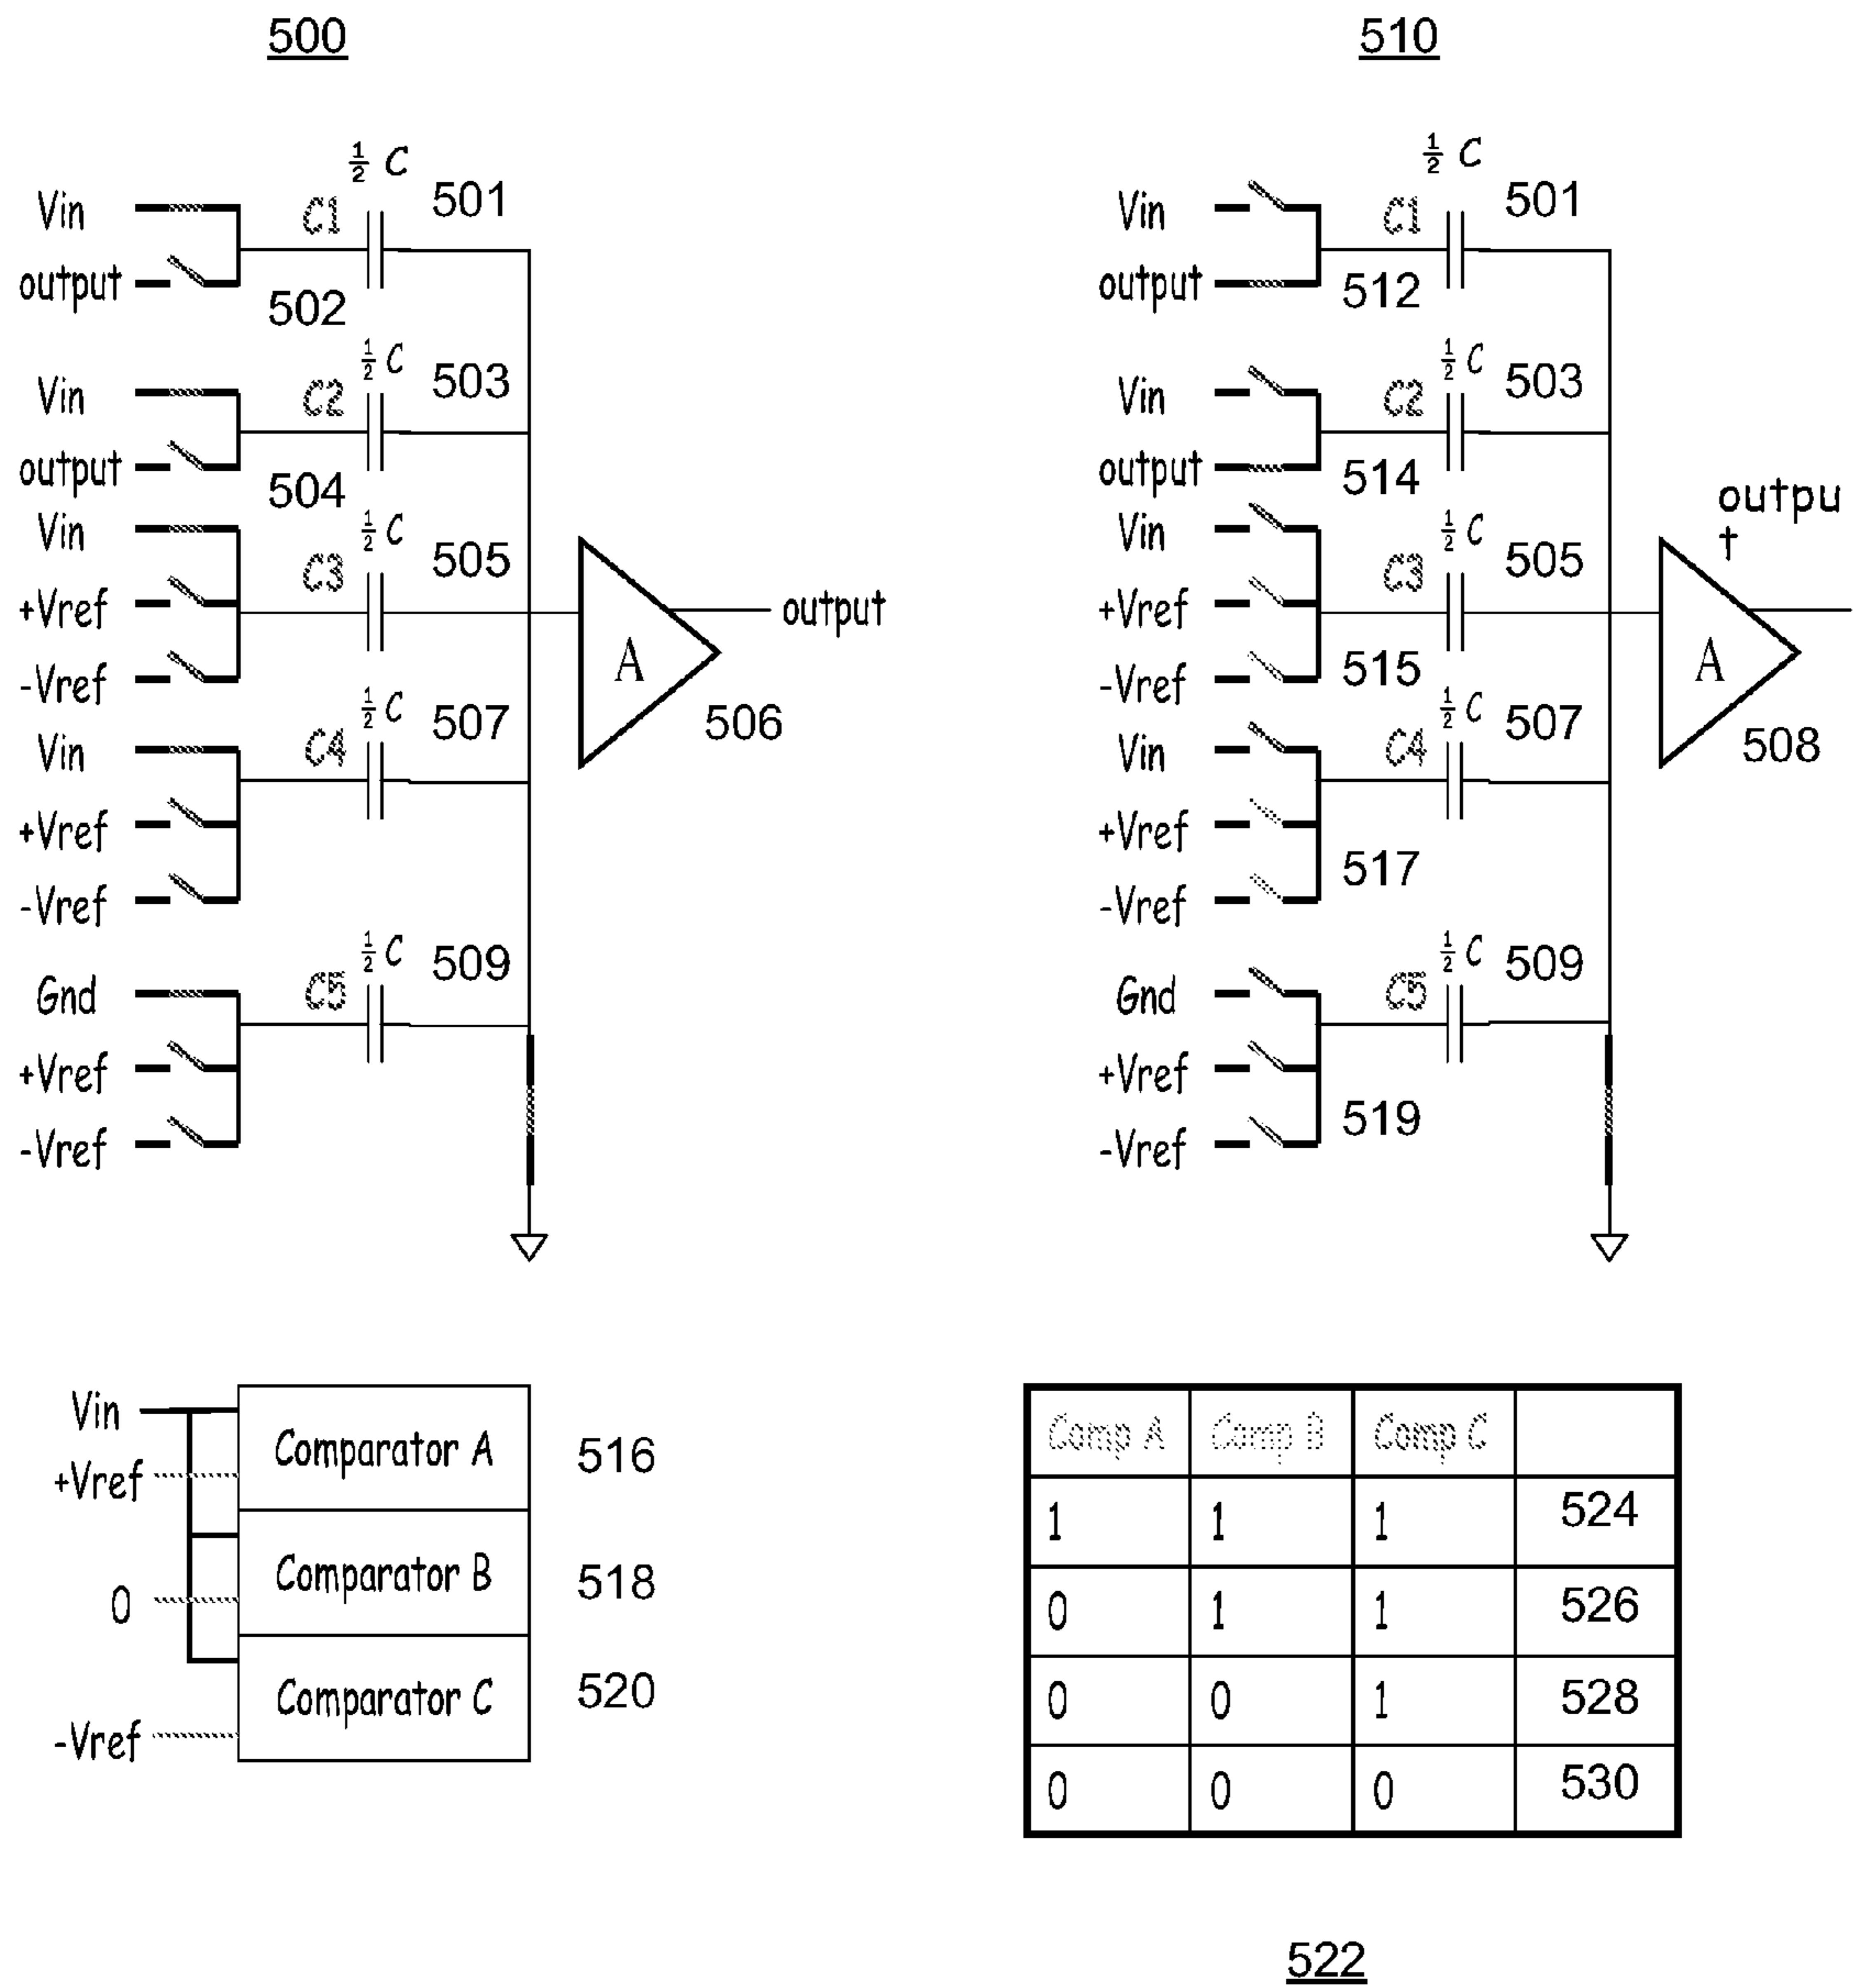 500
½ C
Vin
C1
501
output
502
½ C
Vin
C2
503
output
504
Vin
½ C
C3
505
+Vref
-Vref
A
output
506
½ C
Vin
C4
507
+Vref
-Vref
½ C
Gnd
C5
509
+Vref
-Vref
510
½ C
Vin
C1
501
output
512
½ C
Vin
C2
503
output
514
Vin
½ C
C3
505
+Vref
-Vref
515
A
outpu
t
508
½ C
Vin
C4
507
+Vref
517
-Vref
½ C
Gnd
C5
509
+Vref
519
-Vref
Vin
Comparator A
516
+Vref
Comparator B
518
0
Comparator C
520
-Vref
Comp A Comp B Comp C
1 1 1 524
0 1 1 526
0 0 1 528
0 0 0 530
522